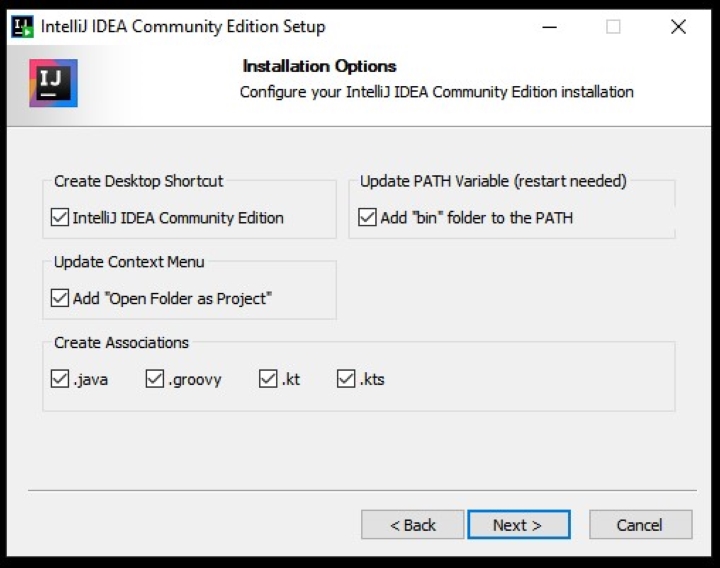 IntelliJ IDEA Community Edition Setup
IJ
Installation Options
Configure your IntelliJ IDEA Community Edition installation
Create Desktop Shortcut
IntelliJ IDEA Community Edition
Update PATH Variable (restart needed)
Add "bin" folder to the PATH
Update Context Menu
Add "Open Folder as Project"
Create Associations
.java .groovy .kt .kts
< Back Next > Cancel